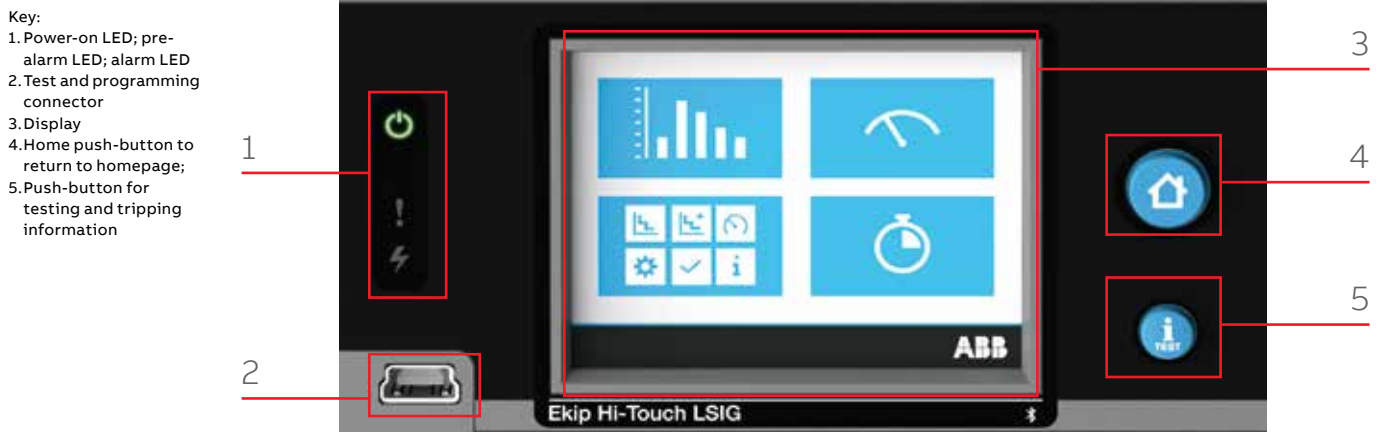 Key:
1. Power-on LED; pre-
alarm LED; alarm LED
2. Test and programming
connector
3. Display
4. Home push-button to
return to homepage;
5. Push-button for
testing and tripping
information
1
2
3
4
5
i
ABB
i
TEST
Ekip Hi-Touch LSIG